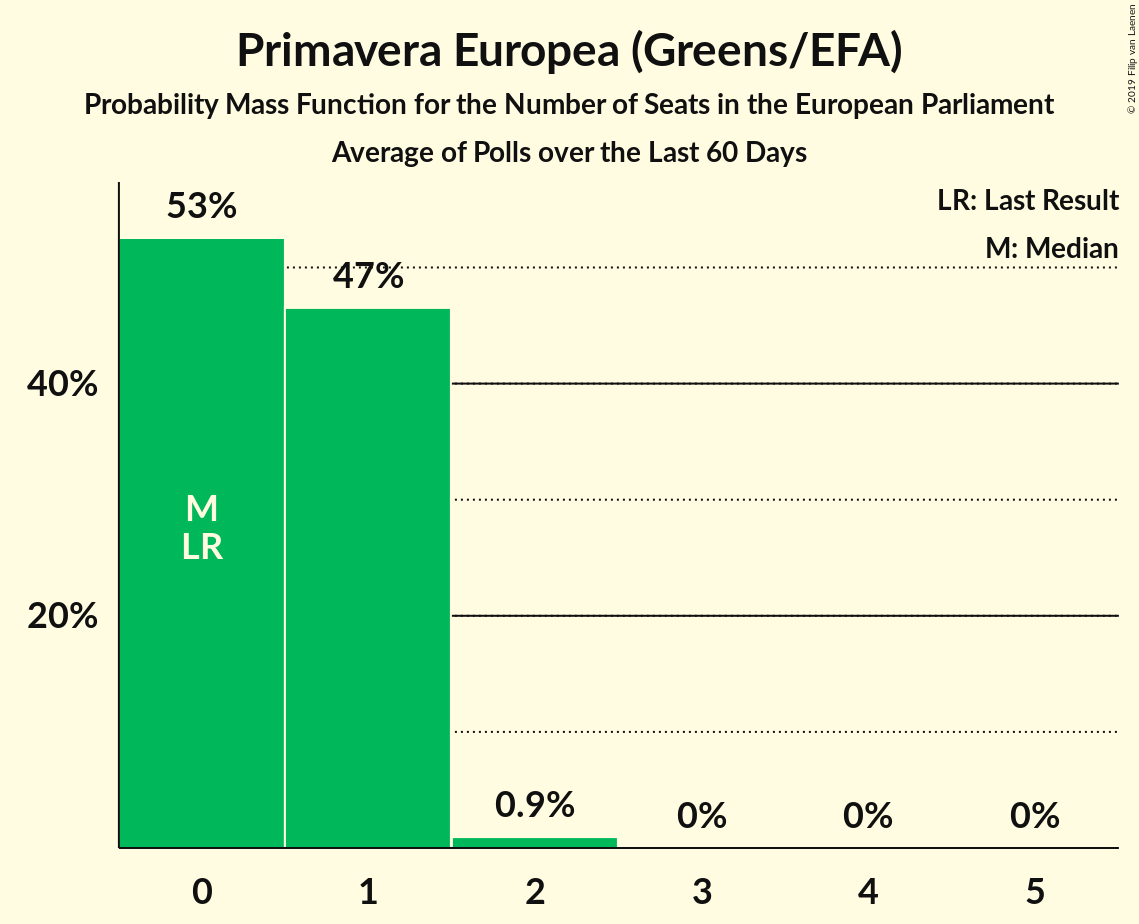 Primavera Europea (Greens/EFA)
Probability Mass Function for the Number of Seats in the European Parliament
Average of Polls over the Last 60 Days
© 2019 Filip van Laenen
LR: Last Result
M: Median
53%
47%
40%
M
LR
20%
0.9%
0%
0%
0%
0
1
2
3
4
5